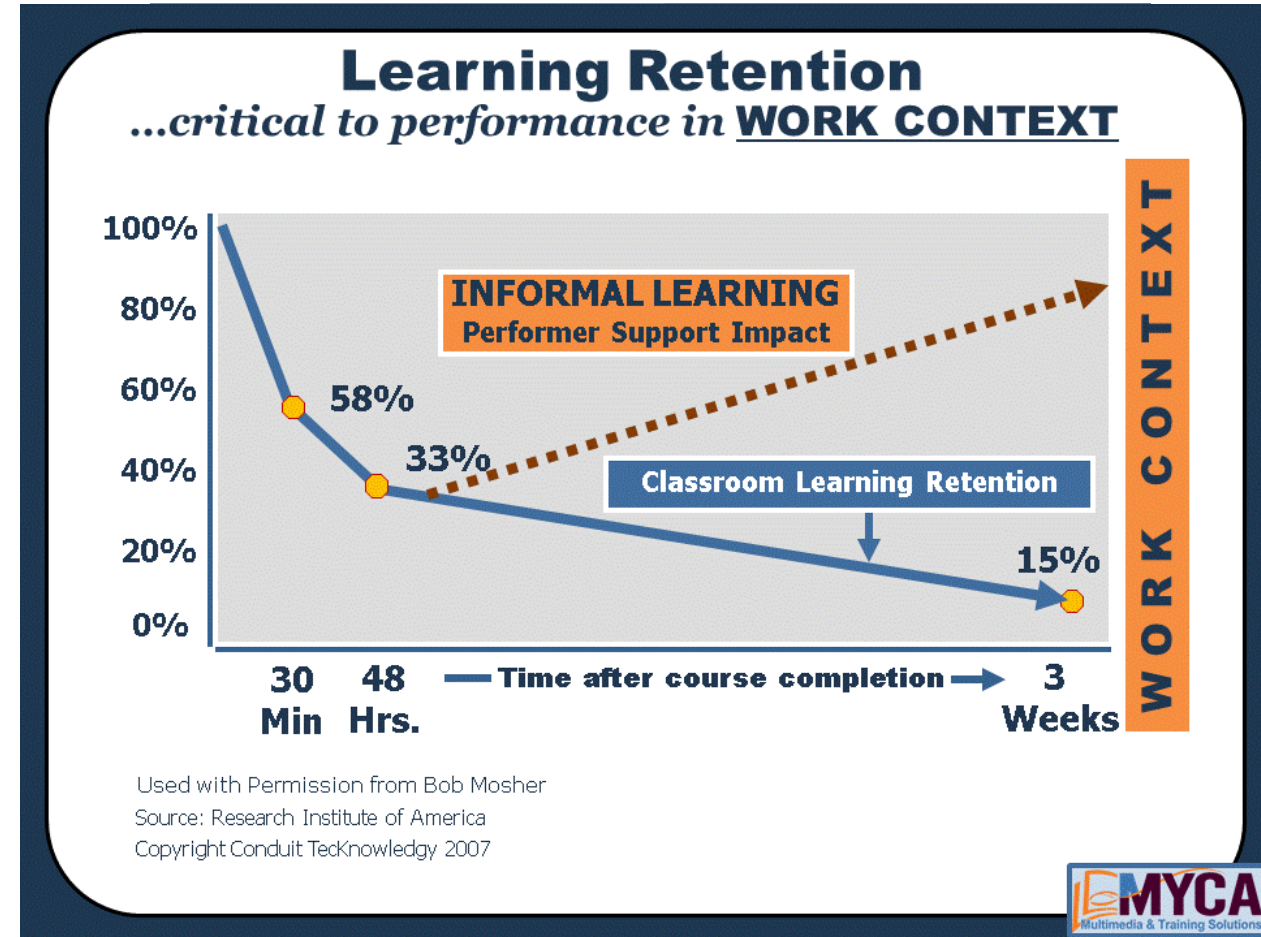 Learning Retention
...critical to performance in WORK CONTEXT
100%
80%
60%
40%
20%
0%
INFORMAL LEARNING
Performer Support Impact
58%
33%
Classroom Learning Retention
15%
WORK CONTEXT
30 Min
48 Hrs.
Time after course completion
3 Weeks
Used with Permission from Bob Mosher
Source: Research Institute of America
Copyright Conduit TecKnowledgy 2007
MYCA
Multimedia & Training Solutions